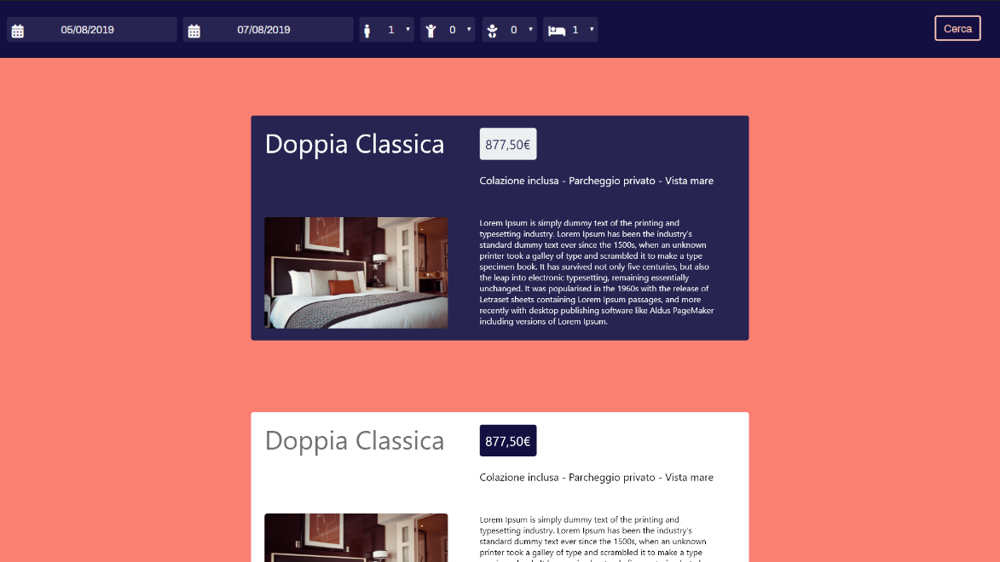 05/08/2019 07/08/2019 1 0 0 1 Cerca
Doppia Classica
877,50€
Colazione inclusa - Parcheggio privato - Vista mare
Lorem Ipsum is simply dummy text of the printing and
typesetting industry. Lorem Ipsum has been the industry's
standard dummy text ever since the 1500s, when an unknown
printer took a galley of type and scrambled it to make a type
specimen book. It has survived not only five centuries, but also
the leap into electronic typesetting, remaining essentially
unchanged. It was popularised in the 1960s with the release of
Letraset sheets containing Lorem Ipsum passages, and more
recently with desktop publishing software like Aldus PageMaker
including versions of Lorem Ipsum.
Doppia Classica
877,50€
Colazione inclusa - Parcheggio privato - Vista mare
Lorem Ipsum is simply dummy text of the printing and
typesetting industry. Lorem Ipsum has been the industry's
standard dummy text ever since the 1500s, when an unknown
printer took a galley of type and scrambled it to make a type